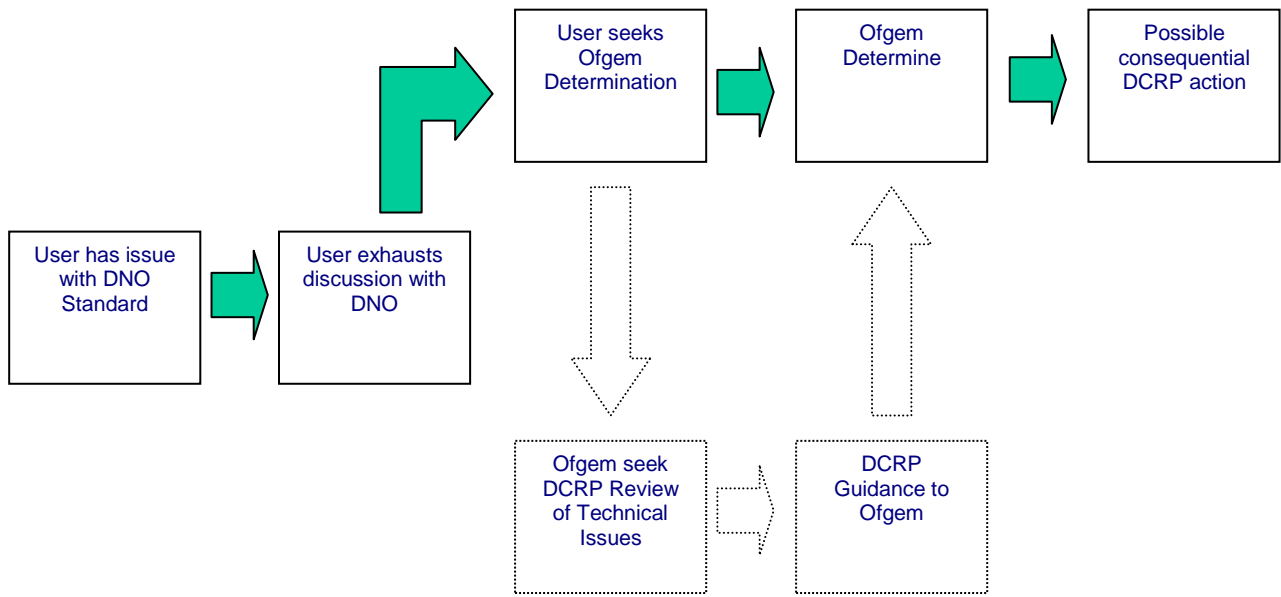 User seeks
Ofgem
Determination
Ofgem
Determine
Possible
consequential
DCRP action
User has issue
with DNO
Standard
User exhausts
discussion with
DNO
Ofgem seek
DCRP Review
of Technical
Issues
DCRP
Guidance to
Ofgem